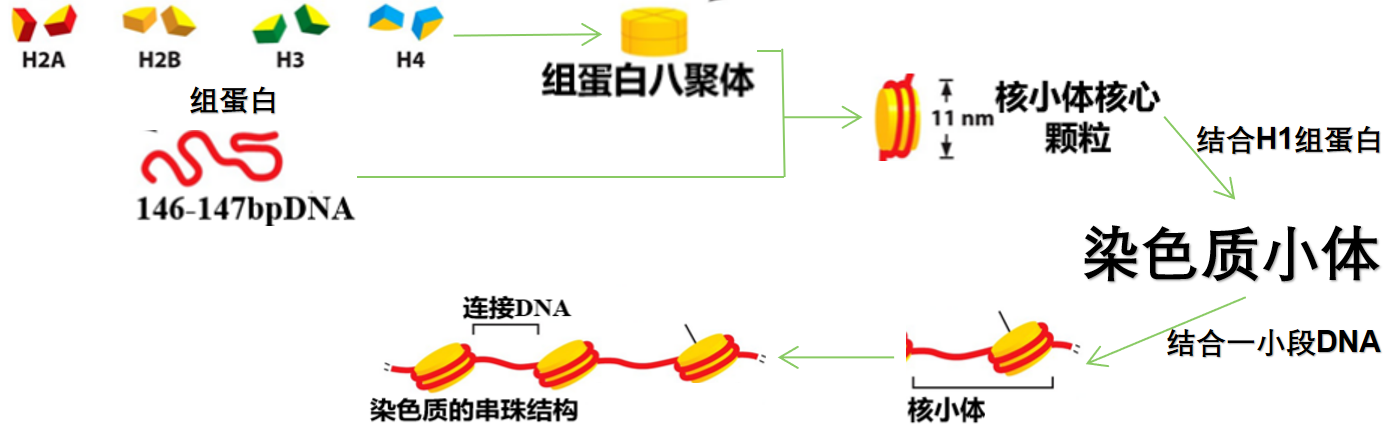 H2A
H2B
H3
H4
组蛋白
组蛋白八聚体
146-147bpDNA
11 nm
核小体核心
颗粒
结合H1组蛋白
染色质小体
结合一小段DNA
核小体
连接DNA
染色质的串珠结构